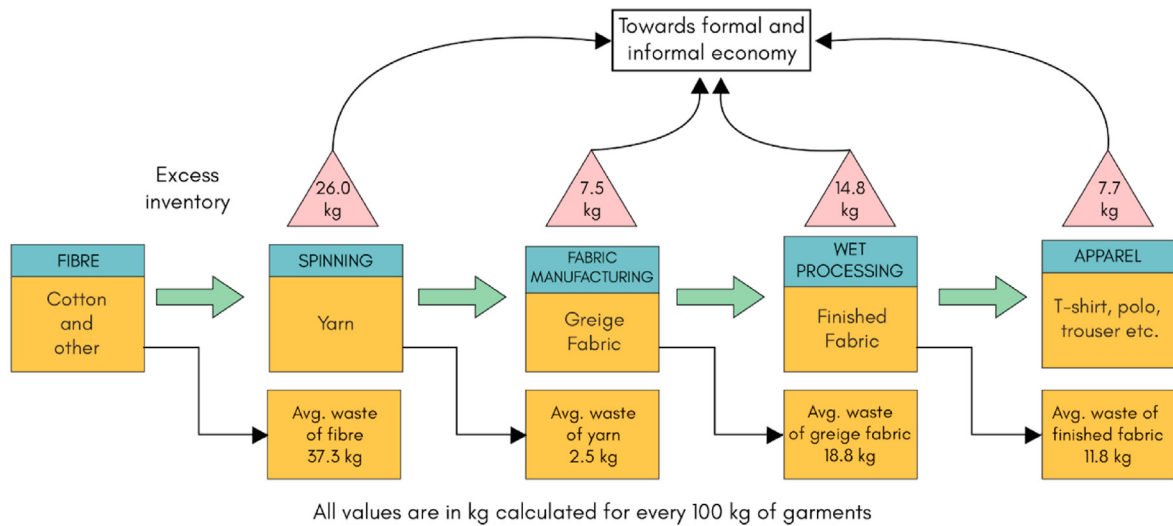 Towards formal and
informal economy
Excess
inventory
26.0
kg
7.5
kg
14.8
kg
7.7
kg
FIBRE
Cotton
and
other
SPINNING
Yarn
FABRIC
MANUFACTURING
Greige
Fabric
WET
PROCESSING
Finished
Fabric
APPAREL
T-shirt, polo,
trouser etc.
Avg. waste
of fibre
37.3 kg
Avg. waste
of yarn
2.5 kg
Avg. waste
of greige fabric
18.8 kg
Avg. waste of
finished fabric
11.8 kg
All values are in kg calculated for every 100 kg of garments